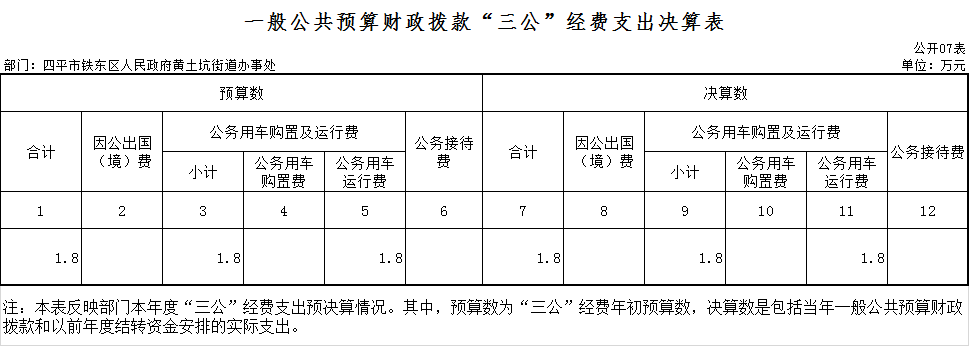 一般公共预算财政拨款“三公”经费支出决算表
公开07表
部门：四平市铁东区人民政府黄土坑街道办事处 单位：万元
预算数 决算数
合计 因公出国（境）费 公务用车购置及运行费 公务接待费 合计 因公出国（境）费 公务用车购置及运行费 公务接待费
小计 公务用车购置费 公务用车运行费 小计 公务用车购置费 公务用车运行费
1 2 3 4 5 6 7 8 9 10 11 12
1.8 1.8 1.8 1.8 1.8 1.8
注：本表反映部门本年度“三公”经费支出预决算情况。其中，预算数为“三公”经费年初预算数，决算数是包括当年一般公共预算财政
拨款和以前年度结转资金安排的实际支出。